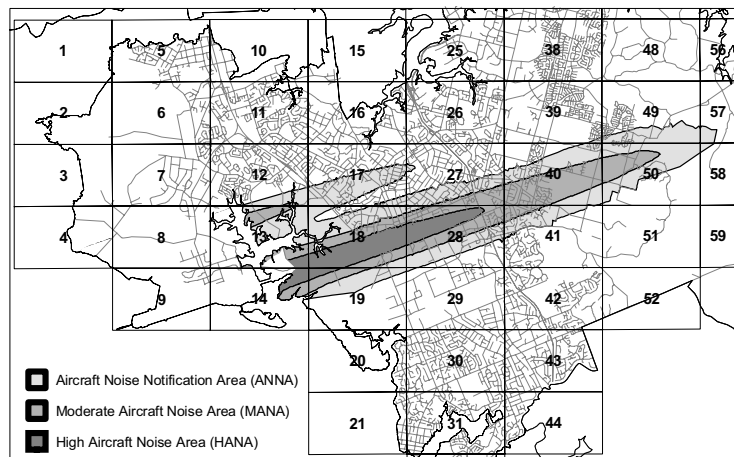 1 5 10 15 25 38 48 56
2 6 11 16 26 39 49 57
3 7 12 17 27 40 50 58
4 8 13 18 28 41 51 59
9 14 19 29 42 52
20 30 43
21 31 44
Aircraft Noise Notification Area (ANNA)
Moderate Aircraft Noise Area (MANA)
High Aircraft Noise Area (HANA)